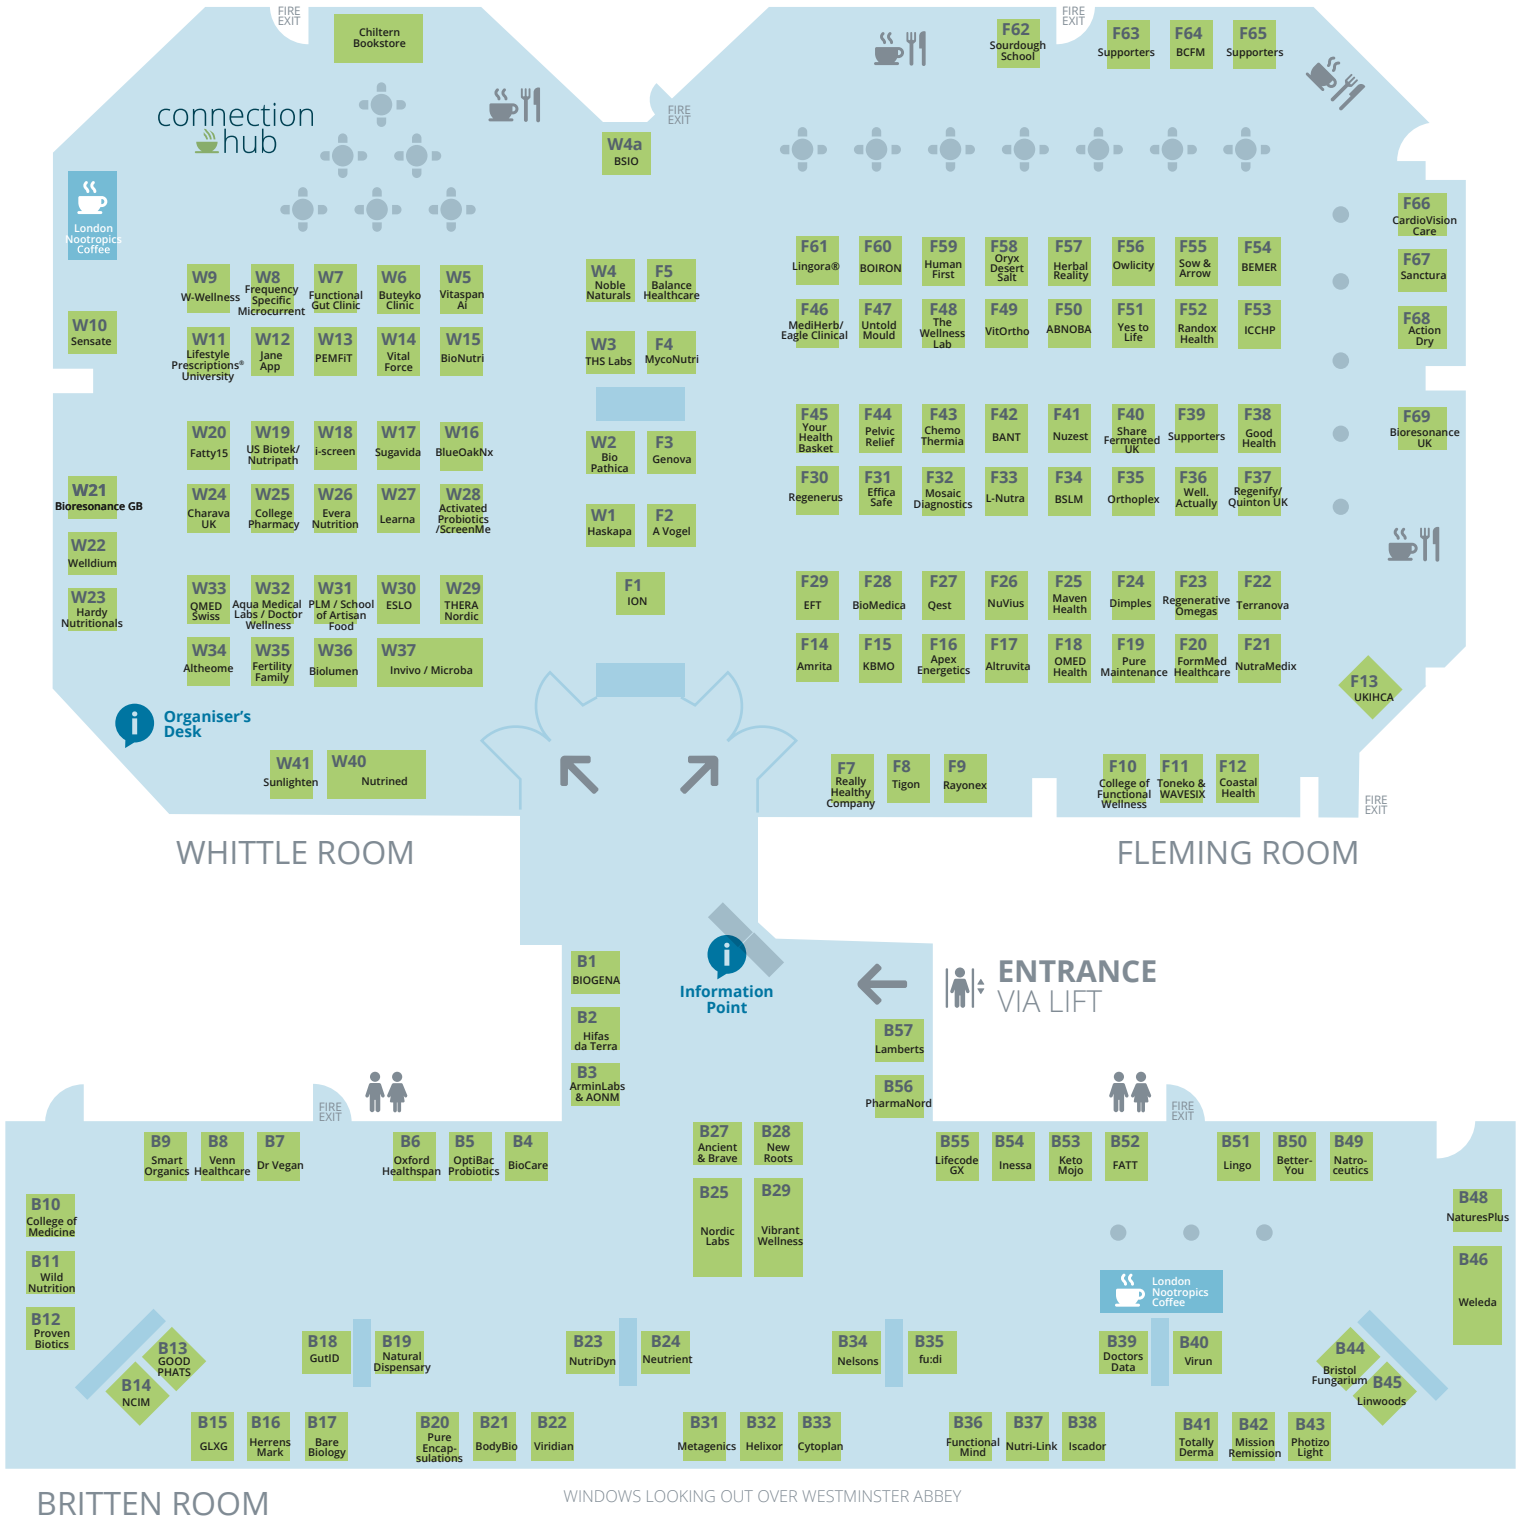 FIRE
EXIT
Chiltern
Bookstore
connection
hub
London
Nootropics
Coffee
FIRE
EXIT
W4a
BSIO
FIRE
EXIT
F62
Sourdough
School
F63
Supporters
F64
BCFM
F65
Supporters
W9
W-Wellness
W8
Frequency
Specific
Microcurrent
W7
Functional
Gut Clinic
W6
Buteyko
Clinic
W5
Vitaspan
Ai
W10
Sensate
W11
Lifestyle
Prescriptions®
University
W12
Jane
App
W13
PEMFiT
W14
Vital
Force
W15
BioNutri
W20
Fatty15
W19
US Biotek/
Nutripath
W18
i-screen
W17
Sugavida
W16
BlueOakNx
W21
Bioresonance GB
W24
Charava
UK
W25
College
Pharmacy
W26
Evera
Nutrition
W27
Learna
W28
Activated
Probiotics
/ScreenMe
W22
Welldium
W23
Hardy
Nutritionals
W33
QMED
Swiss
W32
Aqua Medical
Labs / Doctor
Wellness
W31
PLM / School
of Artisan
Food
W30
ESLO
W29
THERA
Nordic
W34
Altheome
W35
Fertility
Family
W36
Biolumen
W37
Invivo / Microba
Organiser's
Desk
W41
Sunlighten
W40
Nutrined
WHITTLE ROOM
W4
Noble
Naturals
F5
Balance
Healthcare
W3
THS Labs
F4
MycoNutri
W2
Bio
Pathica
F3
Genova
W1
Haskapa
F2
A Vogel
F1
ION
F61
Lingora®
F60
BOIRON
F59
Human
First
F58
Oryx
Desert
Salt
F57
Herbal
Reality
F56
Owlicity
F55
Sow &
Arrow
F54
BEMER
F66
CardioVision
Care
F67
Sanctura
F68
Action
Dry
F46
MediHerb/
Eagle Clinical
F47
Untold
Mould
F48
The
Wellness
Lab
F49
VitOrtho
F50
ABNOBA
F51
Yes to
Life
F52
Randox
Health
F53
ICCHP
F45
Your
Health
Basket
F44
Pelvic
Relief
F43
Chemo
Thermia
F42
BANT
F41
Nuzest
F40
Share
Fermented
UK
F39
Supporters
F38
Good
Health
F69
Bioresonance
UK
F30
Regenerus
F31
Effica
Safe
F32
Mosaic
Diagnostics
F33
L-Nutra
F34
BSLM
F35
Orthoplex
F36
Well.
Actually
F37
Regenify/
Quinton UK
F29
EFT
F28
BioMedica
F27
Qest
F26
NuVius
F25
Maven
Health
F24
Dimples
F23
Regenerative
Omegas
F22
Terranova
F14
Amrita
F15
KBMO
F16
Apex
Energetics
F17
Altruvita
F18
OMED
Health
F19
Pure
Maintenance
F20
FormMed
Healthcare
F21
NutraMedix
F13
UKIHCA
F7
Really
Healthy
Company
F8
Tigon
F9
Rayonex
F10
College of
Functional
Wellness
F11
Toneko &
WAVESIX
F12
Coastal
Health
FIRE
EXIT
FLEMING ROOM
Information
Point
ENTRANCE
VIA LIFT
B1
BIOGENA
B2
Hifas
da Terra
B3
ArminLabs
& AONM
B57
Lamberts
B56
PharmaNord
FIRE
EXIT
FIRE
EXIT
B9
Smart
Organics
B8
Venn
Healthcare
B7
Dr Vegan
B6
Oxford
Healthspan
B5
OptiBac
Probiotics
B4
BioCare
B27
Ancient
& Brave
B28
New
Roots
B55
Lifecode
GX
B54
Inessa
B53
Keto
Mojo
B52
FATT
B51
Lingo
B50
Better-
You
B49
Natro-
ceutics
B10
College of
Medicine
B11
Wild
Nutrition
B12
Proven
Biotics
B25
Nordic
Labs
B29
Vibrant
Wellness
B48
NaturesPlus
B46
Weleda
London
Nootropics
Coffee
B13
GOOD
PHATS
B14
NCIM
B18
GutID
B19
Natural
Dispensary
B23
NutriDyn
B24
Neutrient
B34
Nelsons
B35
fu:di
B39
Doctors
Data
B40
Virun
B44
Bristol
Fungarium
B45
Linwoods
B15
GLXG
B16
Herrens
Mark
B17
Bare
Biology
B20
Pure
Encap-
sulations
B21
BodyBio
B22
Viridian
B31
Metagenics
B32
Helixor
B33
Cytoplan
B36
Functional
Mind
B37
Nutri-Link
B38
Iscador
B41
Totally
Derma
B42
Mission
Remission
B43
Photizo
Light
BRITTEN ROOM
WINDOWS LOOKING OUT OVER WESTMINSTER ABBEY